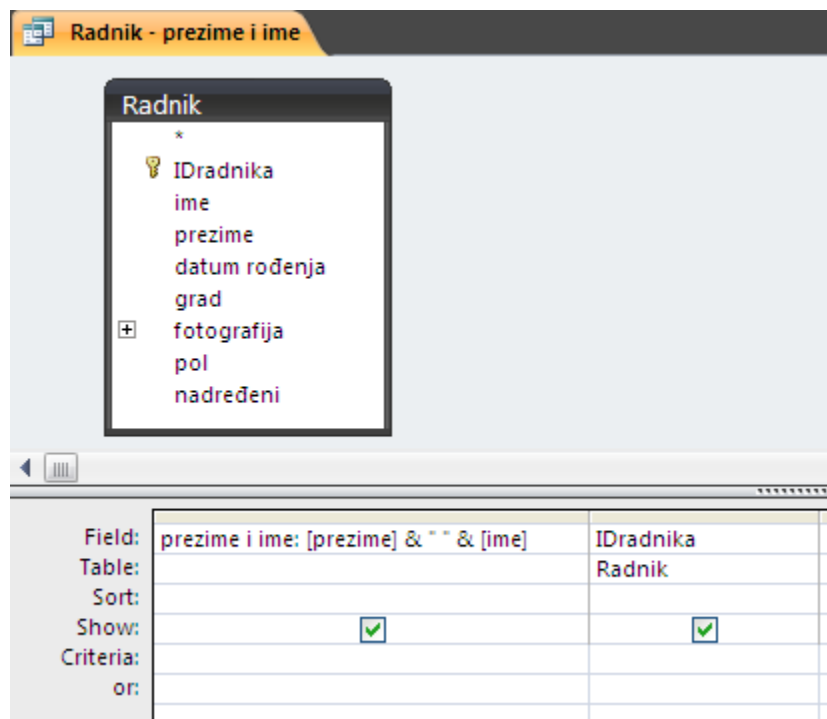 Radnik - prezime i ime
Radnik
*
IDradnika
ime
prezime
datum rođenja
grad
fotografija
pol
nadređeni
Field: prezime i ime: [prezime] & " " & [ime] IDradnika
Table: Radnik
Sort:
Show:
Criteria:
or: